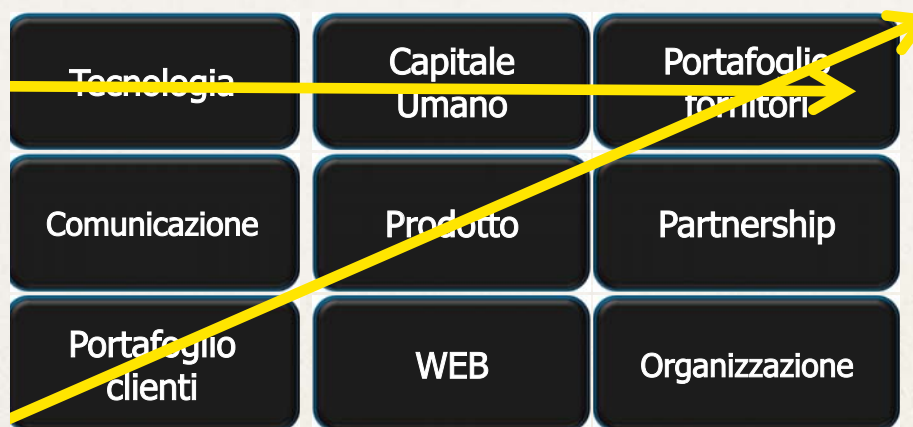 Tecnologia
Capitale
Umano
Portafoglio
fornitori
Comunicazione
Prodotto
Partnership
Portafoglio
clienti
WEB
Organizzazione